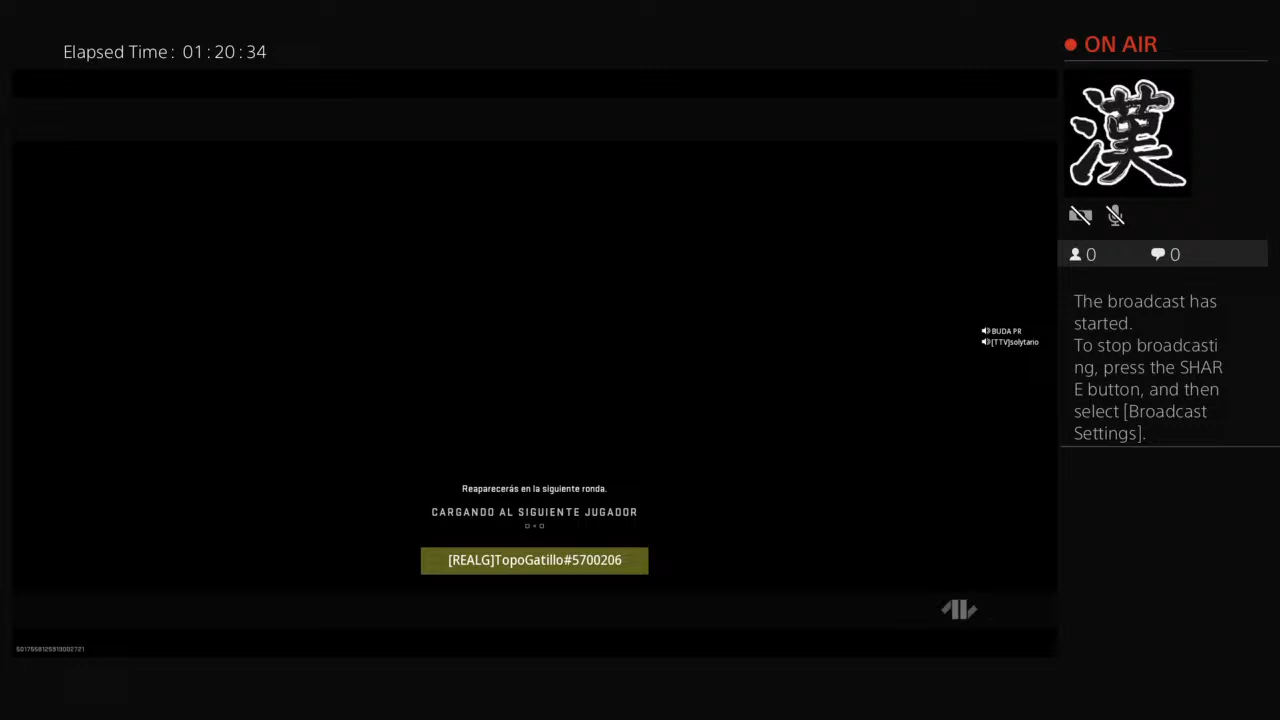 Elapsed Time: 01:20:34
ON AIR
漢
0 0
The broadcast has
started.
To stop broadcasti
ng, press the SHAR
E button, and then
select [Broadcast
Settings].
BUDA PR
[TTV]solytario
Reaparecerás en la siguiente ronda.
CARGANDO AL SIGUIENTE JUGADOR
[REALG]TopoGatillo#5700206